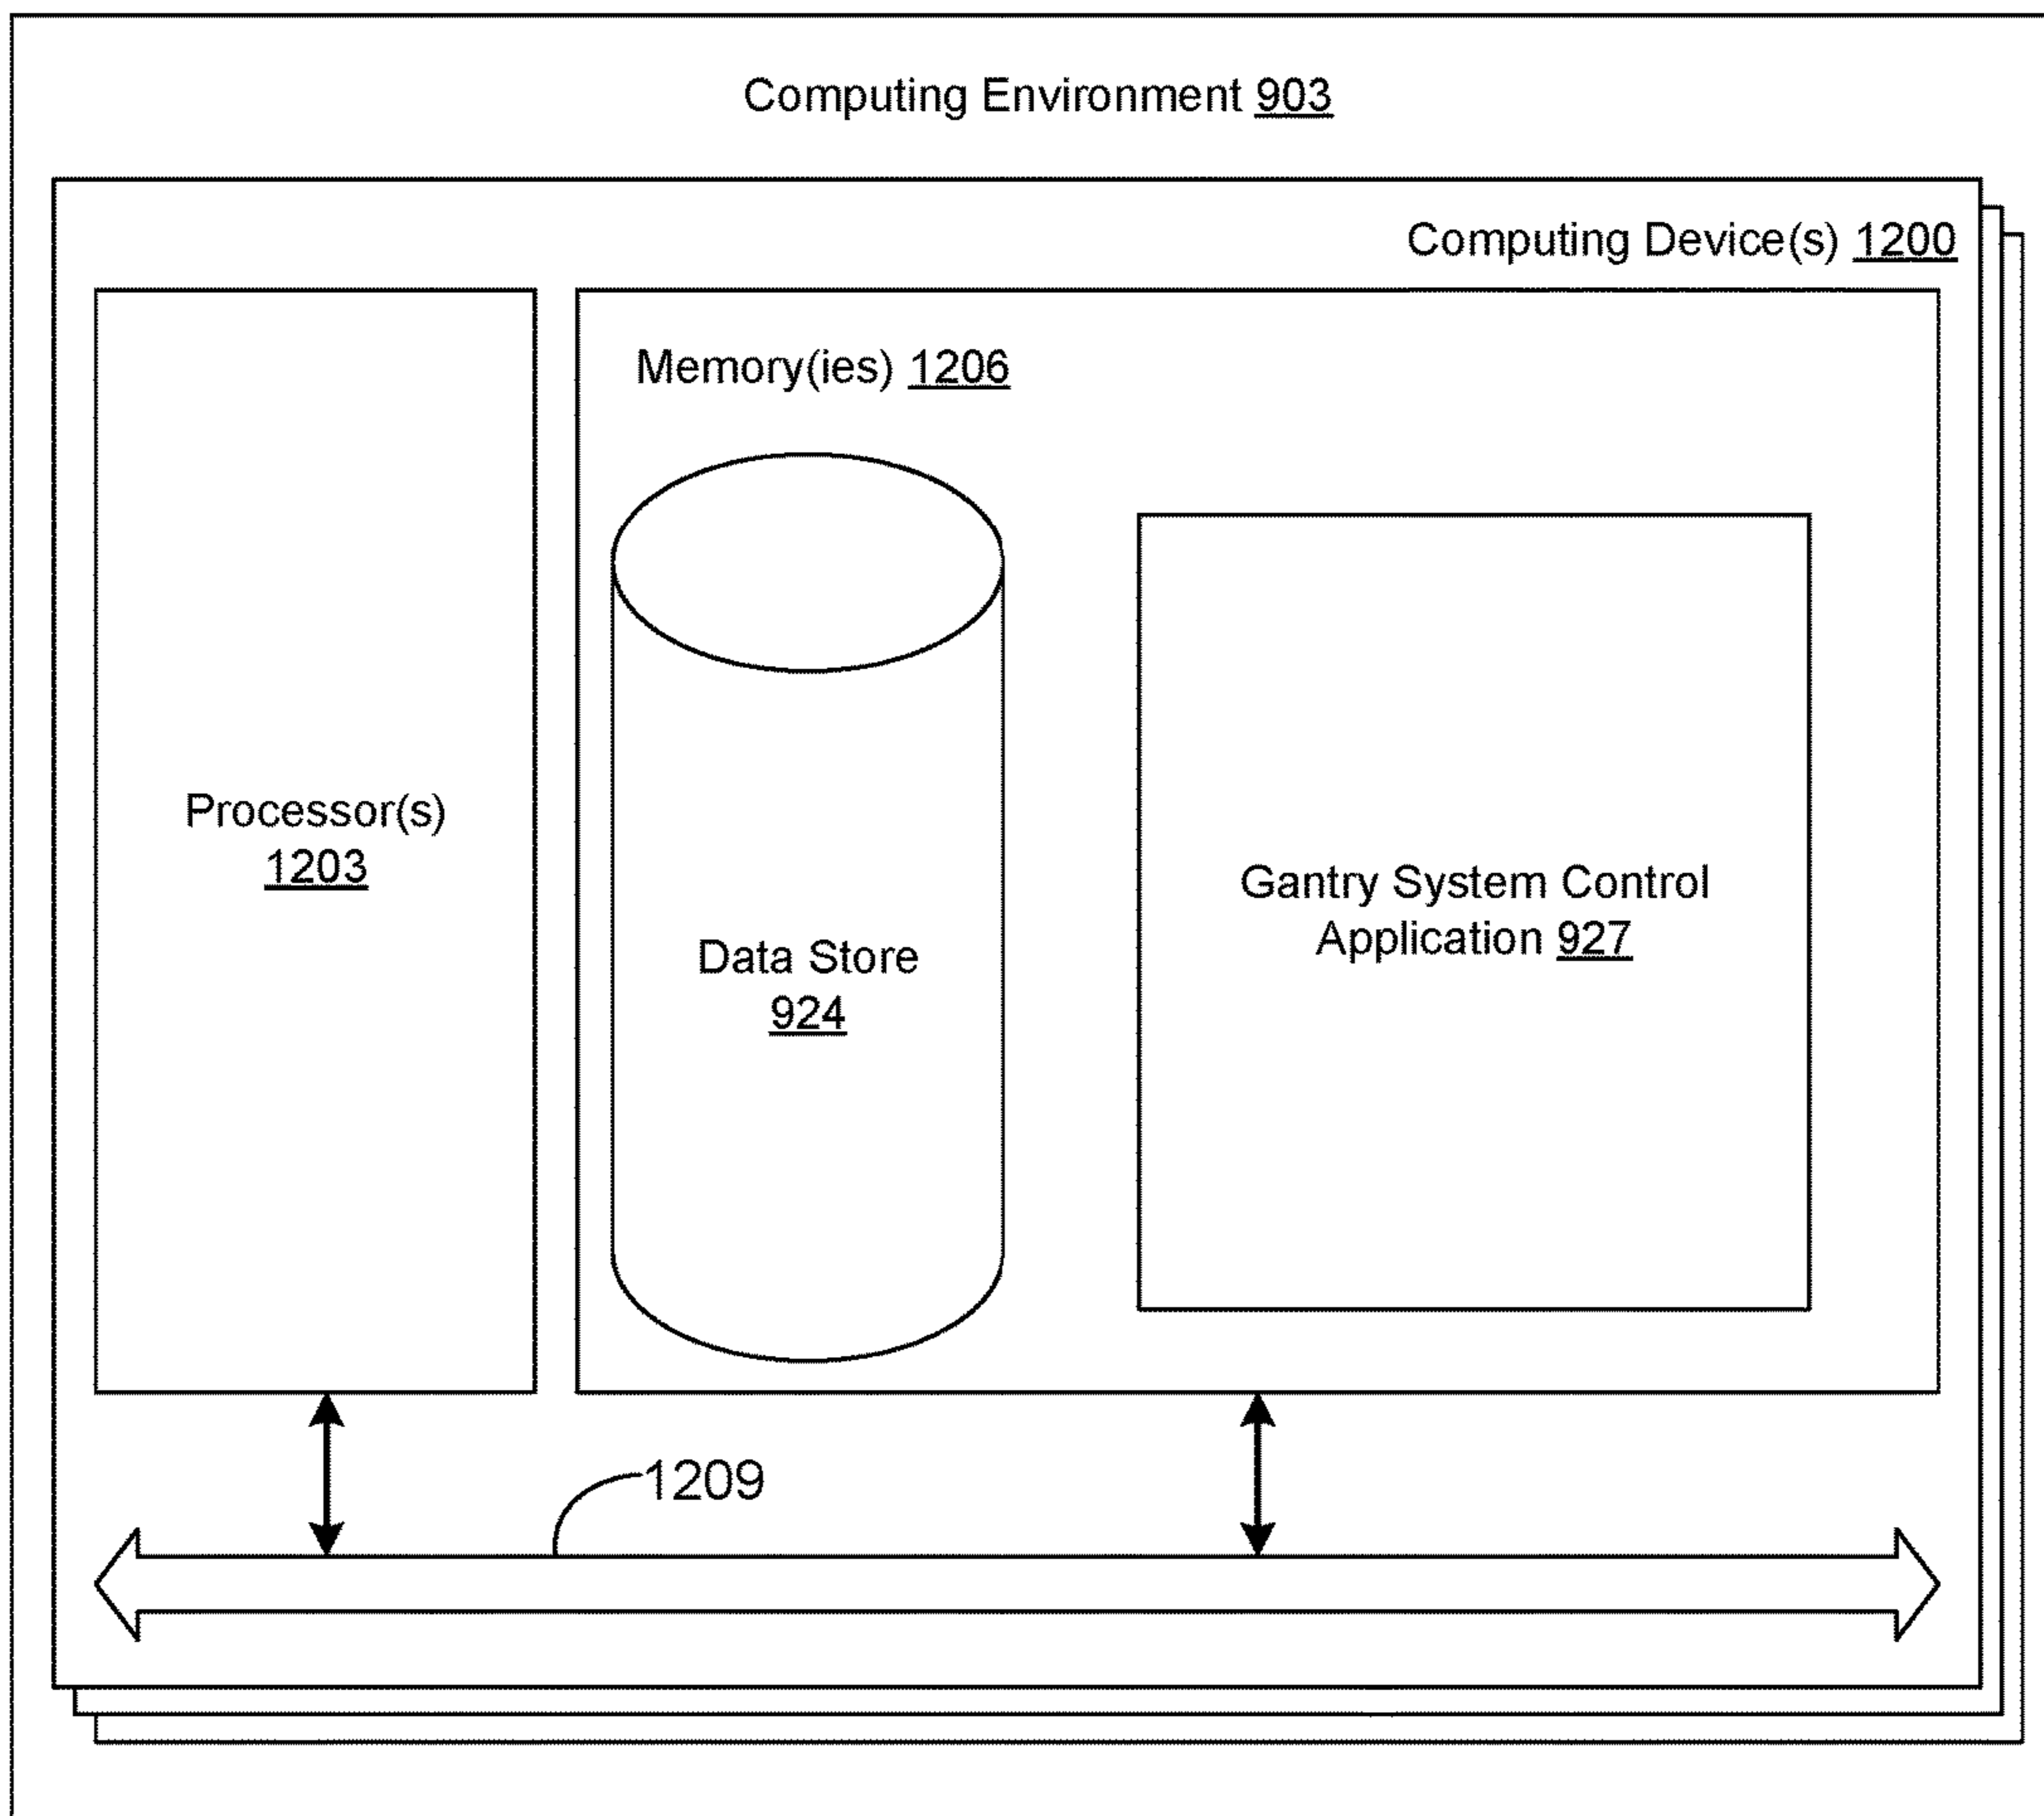 Computing Environment 903
Computing Device(s) 1200
Memory(ies) 1206
Processor(s)
1203
Data Store
924
Gantry System Control
Application 927
1209